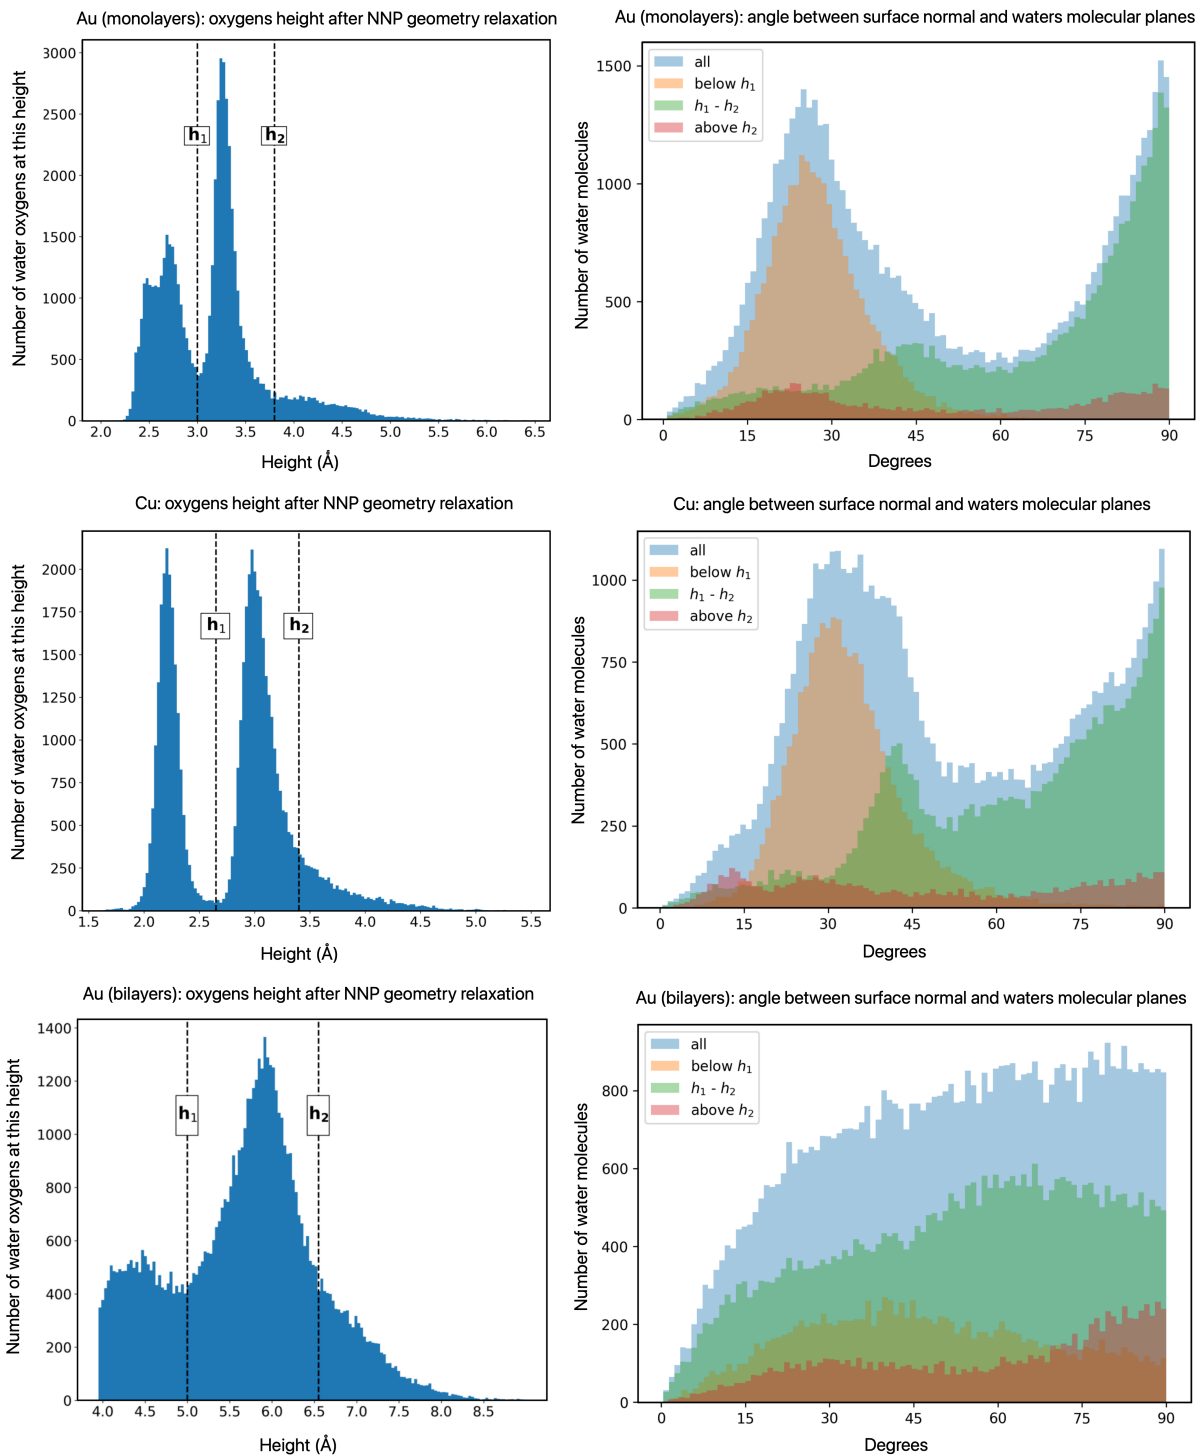 Au (monolayers): oxygens height after NNP geometry relaxation
Number of water oxygens at this height
3000
2500
2000
1500
1000
500
0
h1
h2
2.0 2.5 3.0 3.5 4.0 4.5 5.0 5.5 6.0 6.5
Height (Å)
Au (monolayers): angle between surface normal and waters molecular planes
Number of water molecules
1500
1000
500
0
all
below h1
h1 - h2
above h2
0 15 30 45 60 75 90
Degrees
Cu: oxygens height after NNP geometry relaxation
Number of water oxygens at this height
2000
1750
1500
1250
1000
750
500
250
0
h1
h2
1.5 2.0 2.5 3.0 3.5 4.0 4.5 5.0 5.5
Height (Å)
Cu: angle between surface normal and waters molecular planes
Number of water molecules
1000
750
500
250
0
all
below h1
h1 - h2
above h2
0 15 30 45 60 75 90
Degrees
Au (bilayers): oxygens height after NNP geometry relaxation
Number of water oxygens at this height
1400
1200
1000
800
600
400
200
0
h1
h2
4.0 4.5 5.0 5.5 6.0 6.5 7.0 7.5 8.0 8.5
Height (Å)
Au (bilayers): angle between surface normal and waters molecular planes
Number of water molecules
800
600
400
200
0
all
below h1
h1 - h2
above h2
0 15 30 45 60 75 90
Degrees